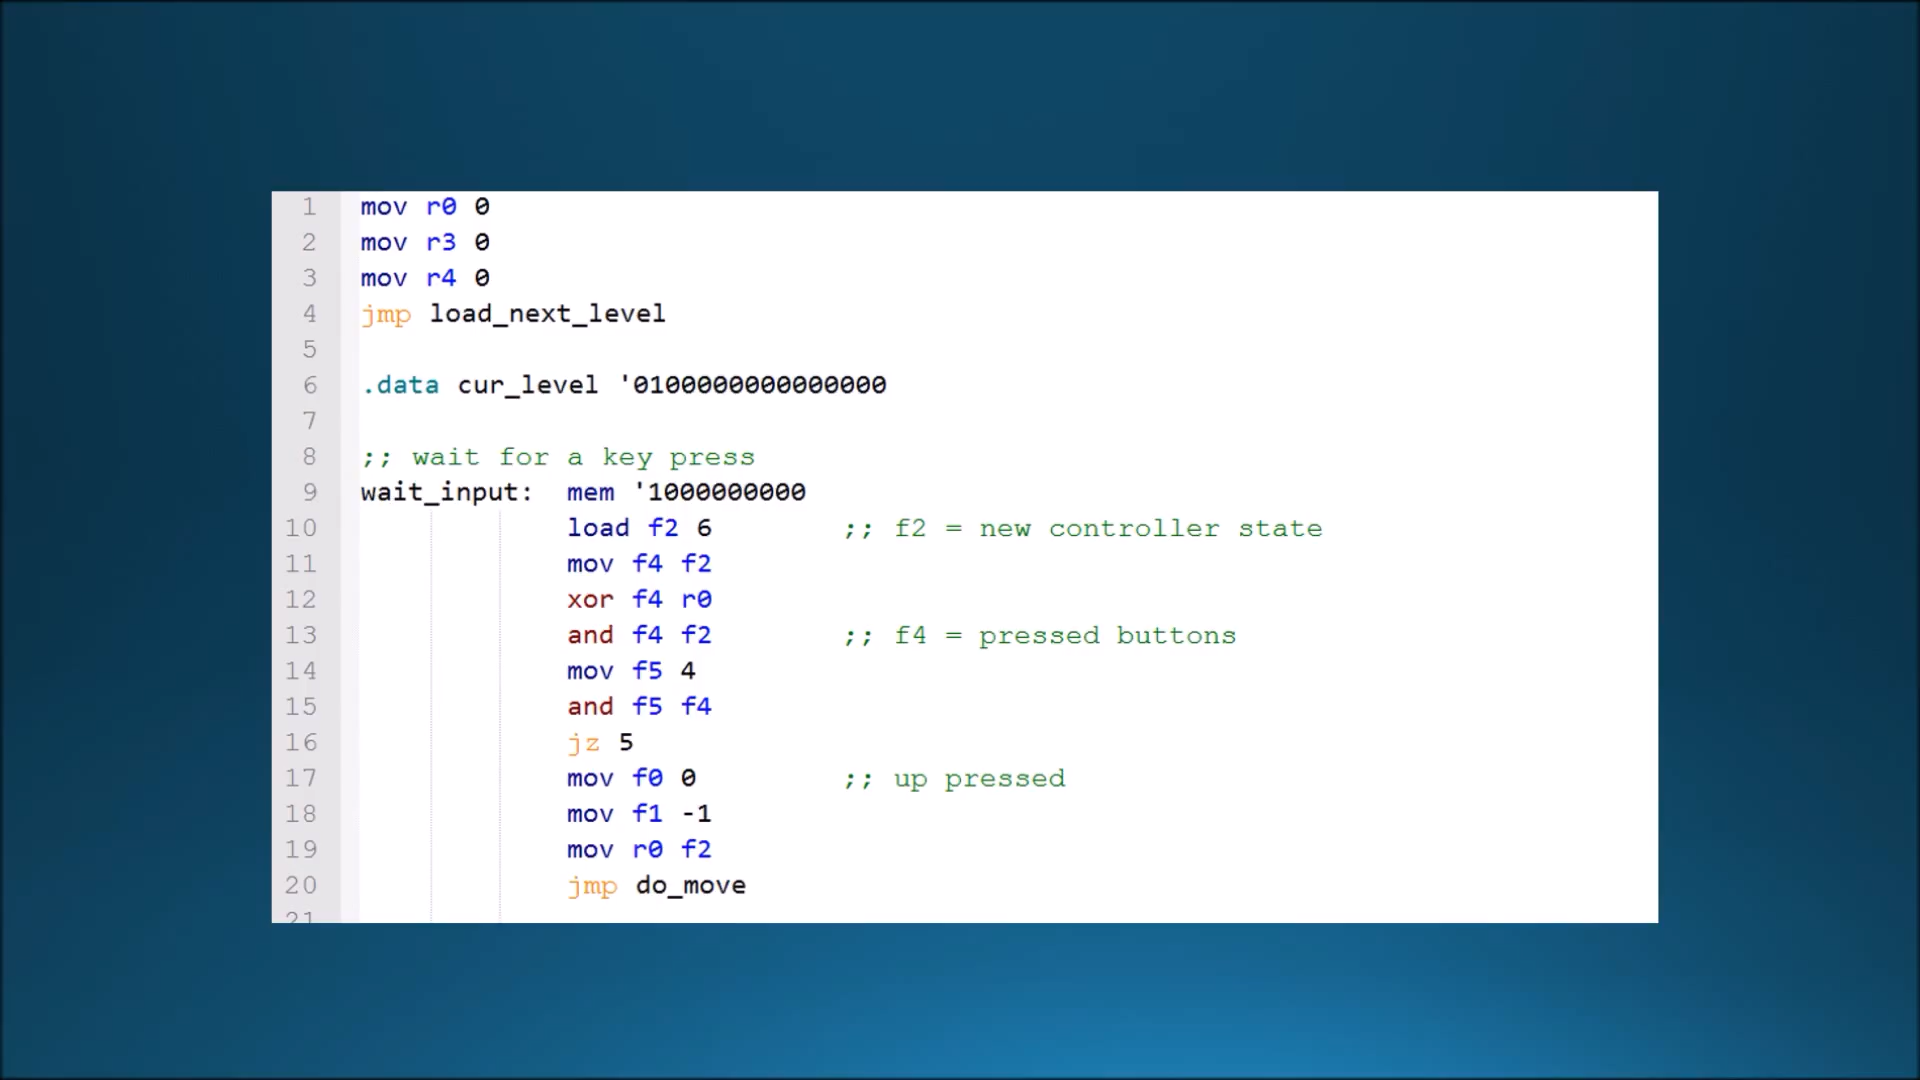 1 mov r0 0
2 mov r3 0
3 mov r4 0
4 jmp load_next_level
5
6 .data cur_level '0100000000000000
7
8 ;; wait for a key press
9 wait_input: mem '1000000000
10 load f2 6 ;; f2 = new controller state
11 mov f4 f2
12 xor f4 r0
13 and f4 f2 ;; f4 = pressed buttons
14 mov f5 4
15 and f5 f4
16 jz 5
17 mov f0 0 ;; up pressed
18 mov f1 -1
19 mov r0 f2
20 jmp do_move
21